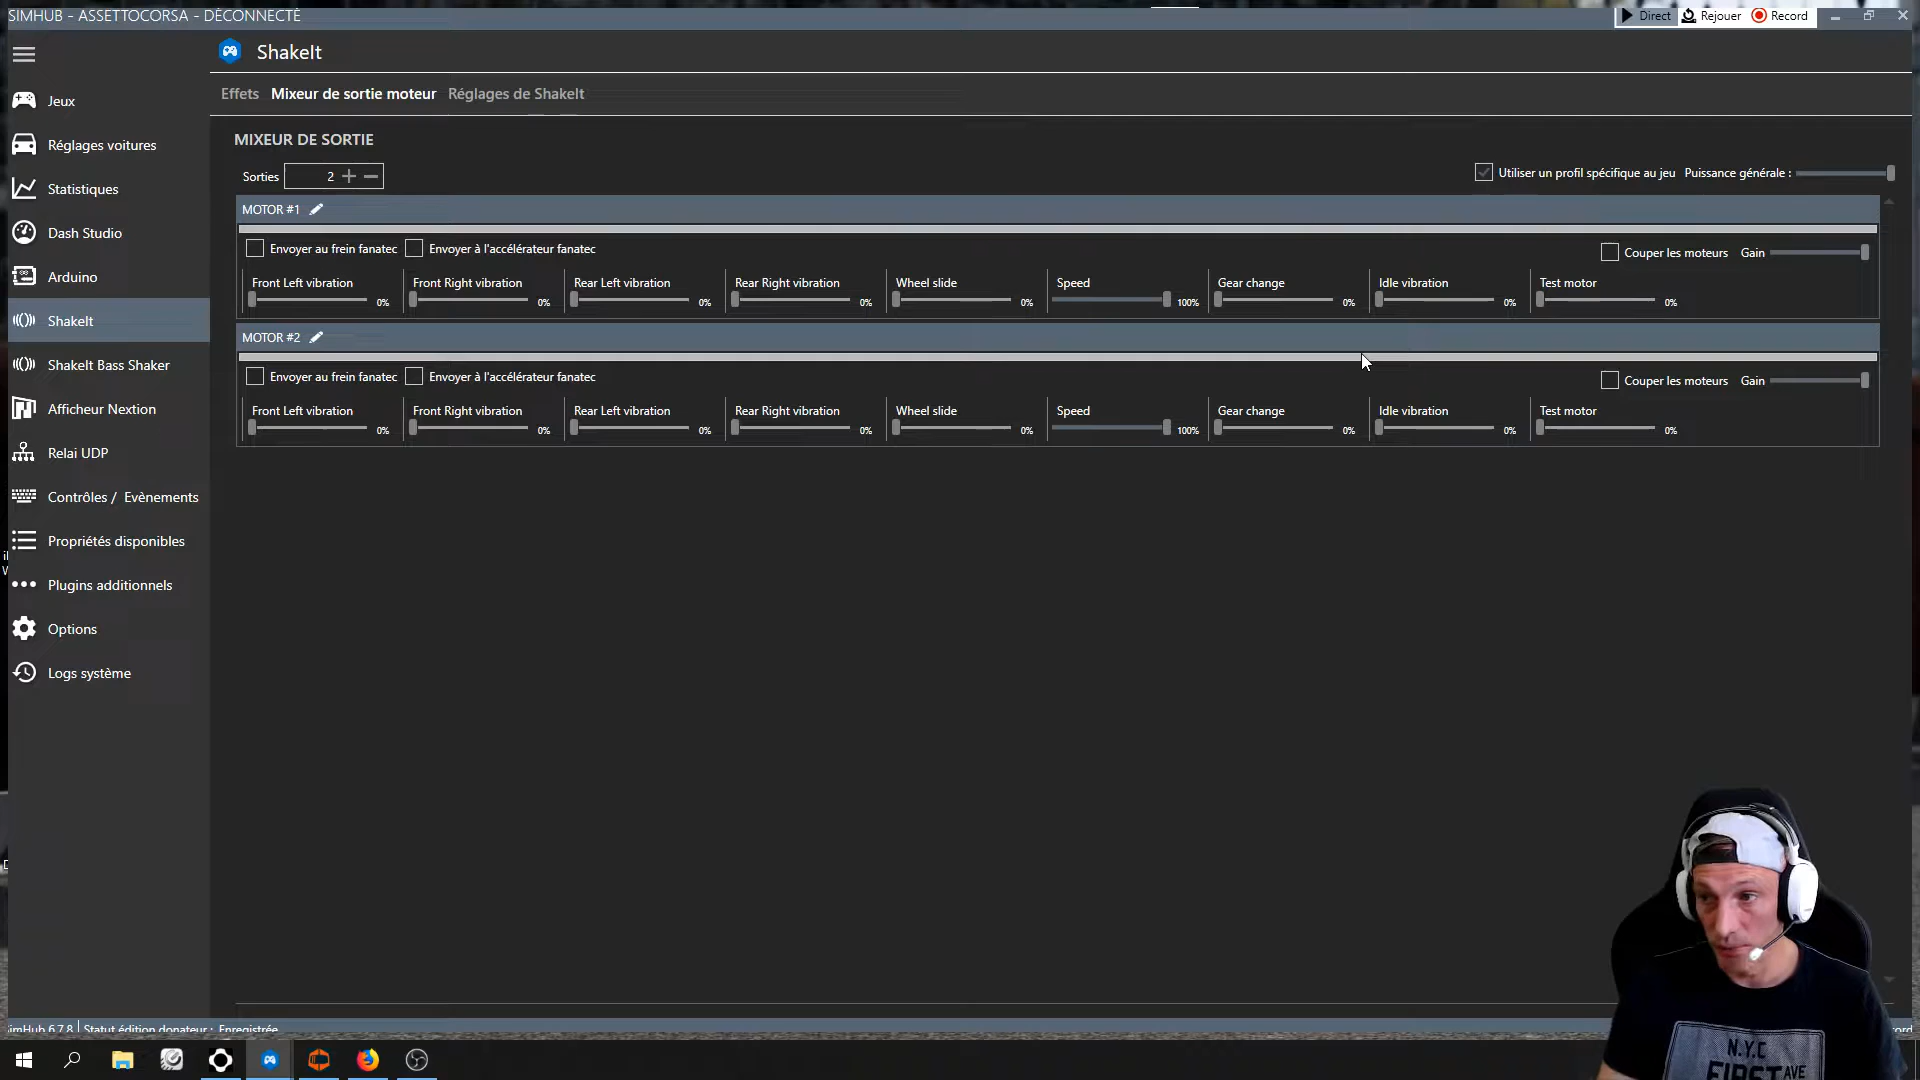 SIMHUB - ASSETTOCORSA - DÉCONNECTÉ
Direct Rejouer Record
ShakeIt
Effets Mixeur de sortie moteur Réglages de ShakeIt
Jeux
Réglages voitures
Statistiques
Dash Studio
Arduino
ShakeIt
ShakeIt Bass Shaker
Afficheur Nextion
Relai UDP
Contrôles / Evènements
Propriétés disponibles
Plugins additionnels
Options
Logs système
MIXEUR DE SORTIE
Sorties 2
Utiliser un profil spécifique au jeu Puissance générale :
MOTOR #1
Envoyer au frein fanatec Envoyer à l'accélérateur fanatec Couper les moteurs Gain
Front Left vibration Front Right vibration Rear Left vibration Rear Right vibration Wheel slide Speed Gear change Idle vibration Test motor
0% 0% 0% 0% 0% 100% 0% 0% 0%
MOTOR #2
Envoyer au frein fanatec Envoyer à l'accélérateur fanatec Couper les moteurs Gain
Front Left vibration Front Right vibration Rear Left vibration Rear Right vibration Wheel slide Speed Gear change Idle vibration Test motor
0% 0% 0% 0% 0% 100% 0% 0% 0%
SimHub 6.7.8 Statut édition donateur : Enregistrée
N.Y.C
FIRST AVE